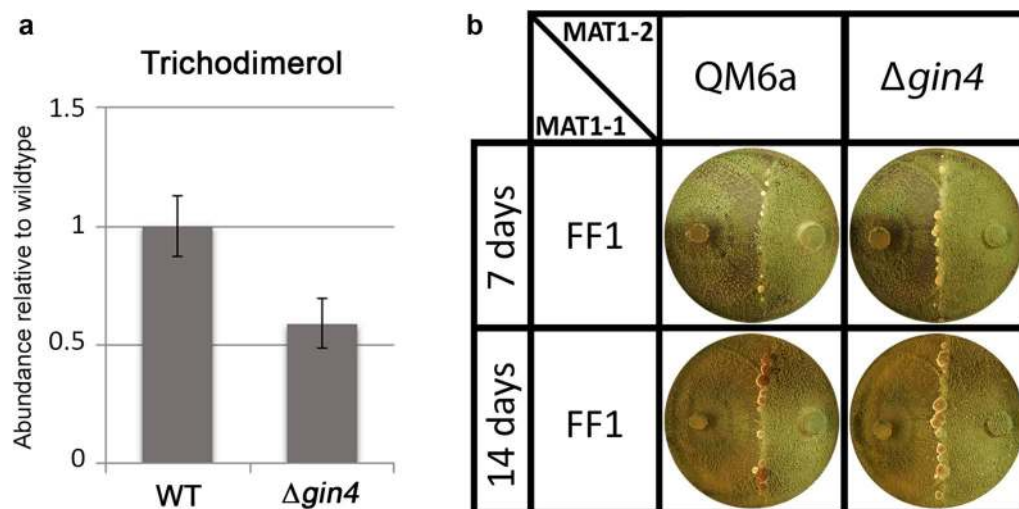 a
Trichodimerol
Abundance relative to wildtype
1.5
1
0.5
0
WT
Δgin4
b
MAT1-2
MAT1-1
QM6a
Δgin4
7 days
FF1
14 days
FF1